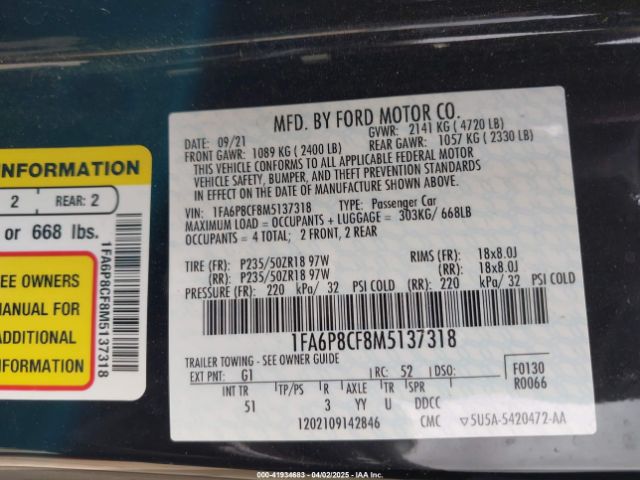 MFD. BY FORD MOTOR CO.
DATE: 09/21 GVWR: 2141 KG ( 4720 LB)
FRONT GAWR: 1089 KG ( 2400 LB) REAR GAWR: 1057 KG ( 2330 LB)
THIS VEHICLE CONFORMS TO ALL APPLICABLE FEDERAL MOTOR
VEHICLE SAFETY, BUMPER, AND THEFT PREVENTION STANDARDS
IN EFFECT ON THE DATE OF MANUFACTURE SHOWN ABOVE.
VIN: 1FA6P8CF8M5137318 TYPE: Passenger Car
MAXIMUM LOAD = OCCUPANTS + LUGGAGE = 303KG/ 668LB
OCCUPANTS = 4 TOTAL; 2 FRONT, 2 REAR
TIRE (FR): P235/50ZR18 97W RIMS (FR): 18x8.0J
TIRE (RR): P235/50ZR18 97W RIMS (RR): 18x8.0J
PRESSURE (FR): 220 kPa/ 32 PSI COLD (RR): 220 kPa/ 32 PSI COLD
1FA6P8CF8M5137318
TRAILER TOWING - SEE OWNER GUIDE
EXT PNT: G1 RC: 52 DSO: F0130
INT TR TP/PS R AXLE TR SPR R0066
51 3 YY U DDCC
1202109142846 CMC 5U5A-5420472-AA
INFORMATION
2 REAR: 2
or 668 lbs.
EE OWNERS
MANUAL FOR
ADDITIONAL
NFORMATION
1FA6P8CF8M5137318
000-41934683 - 04/02/2025 - IAAI.COM